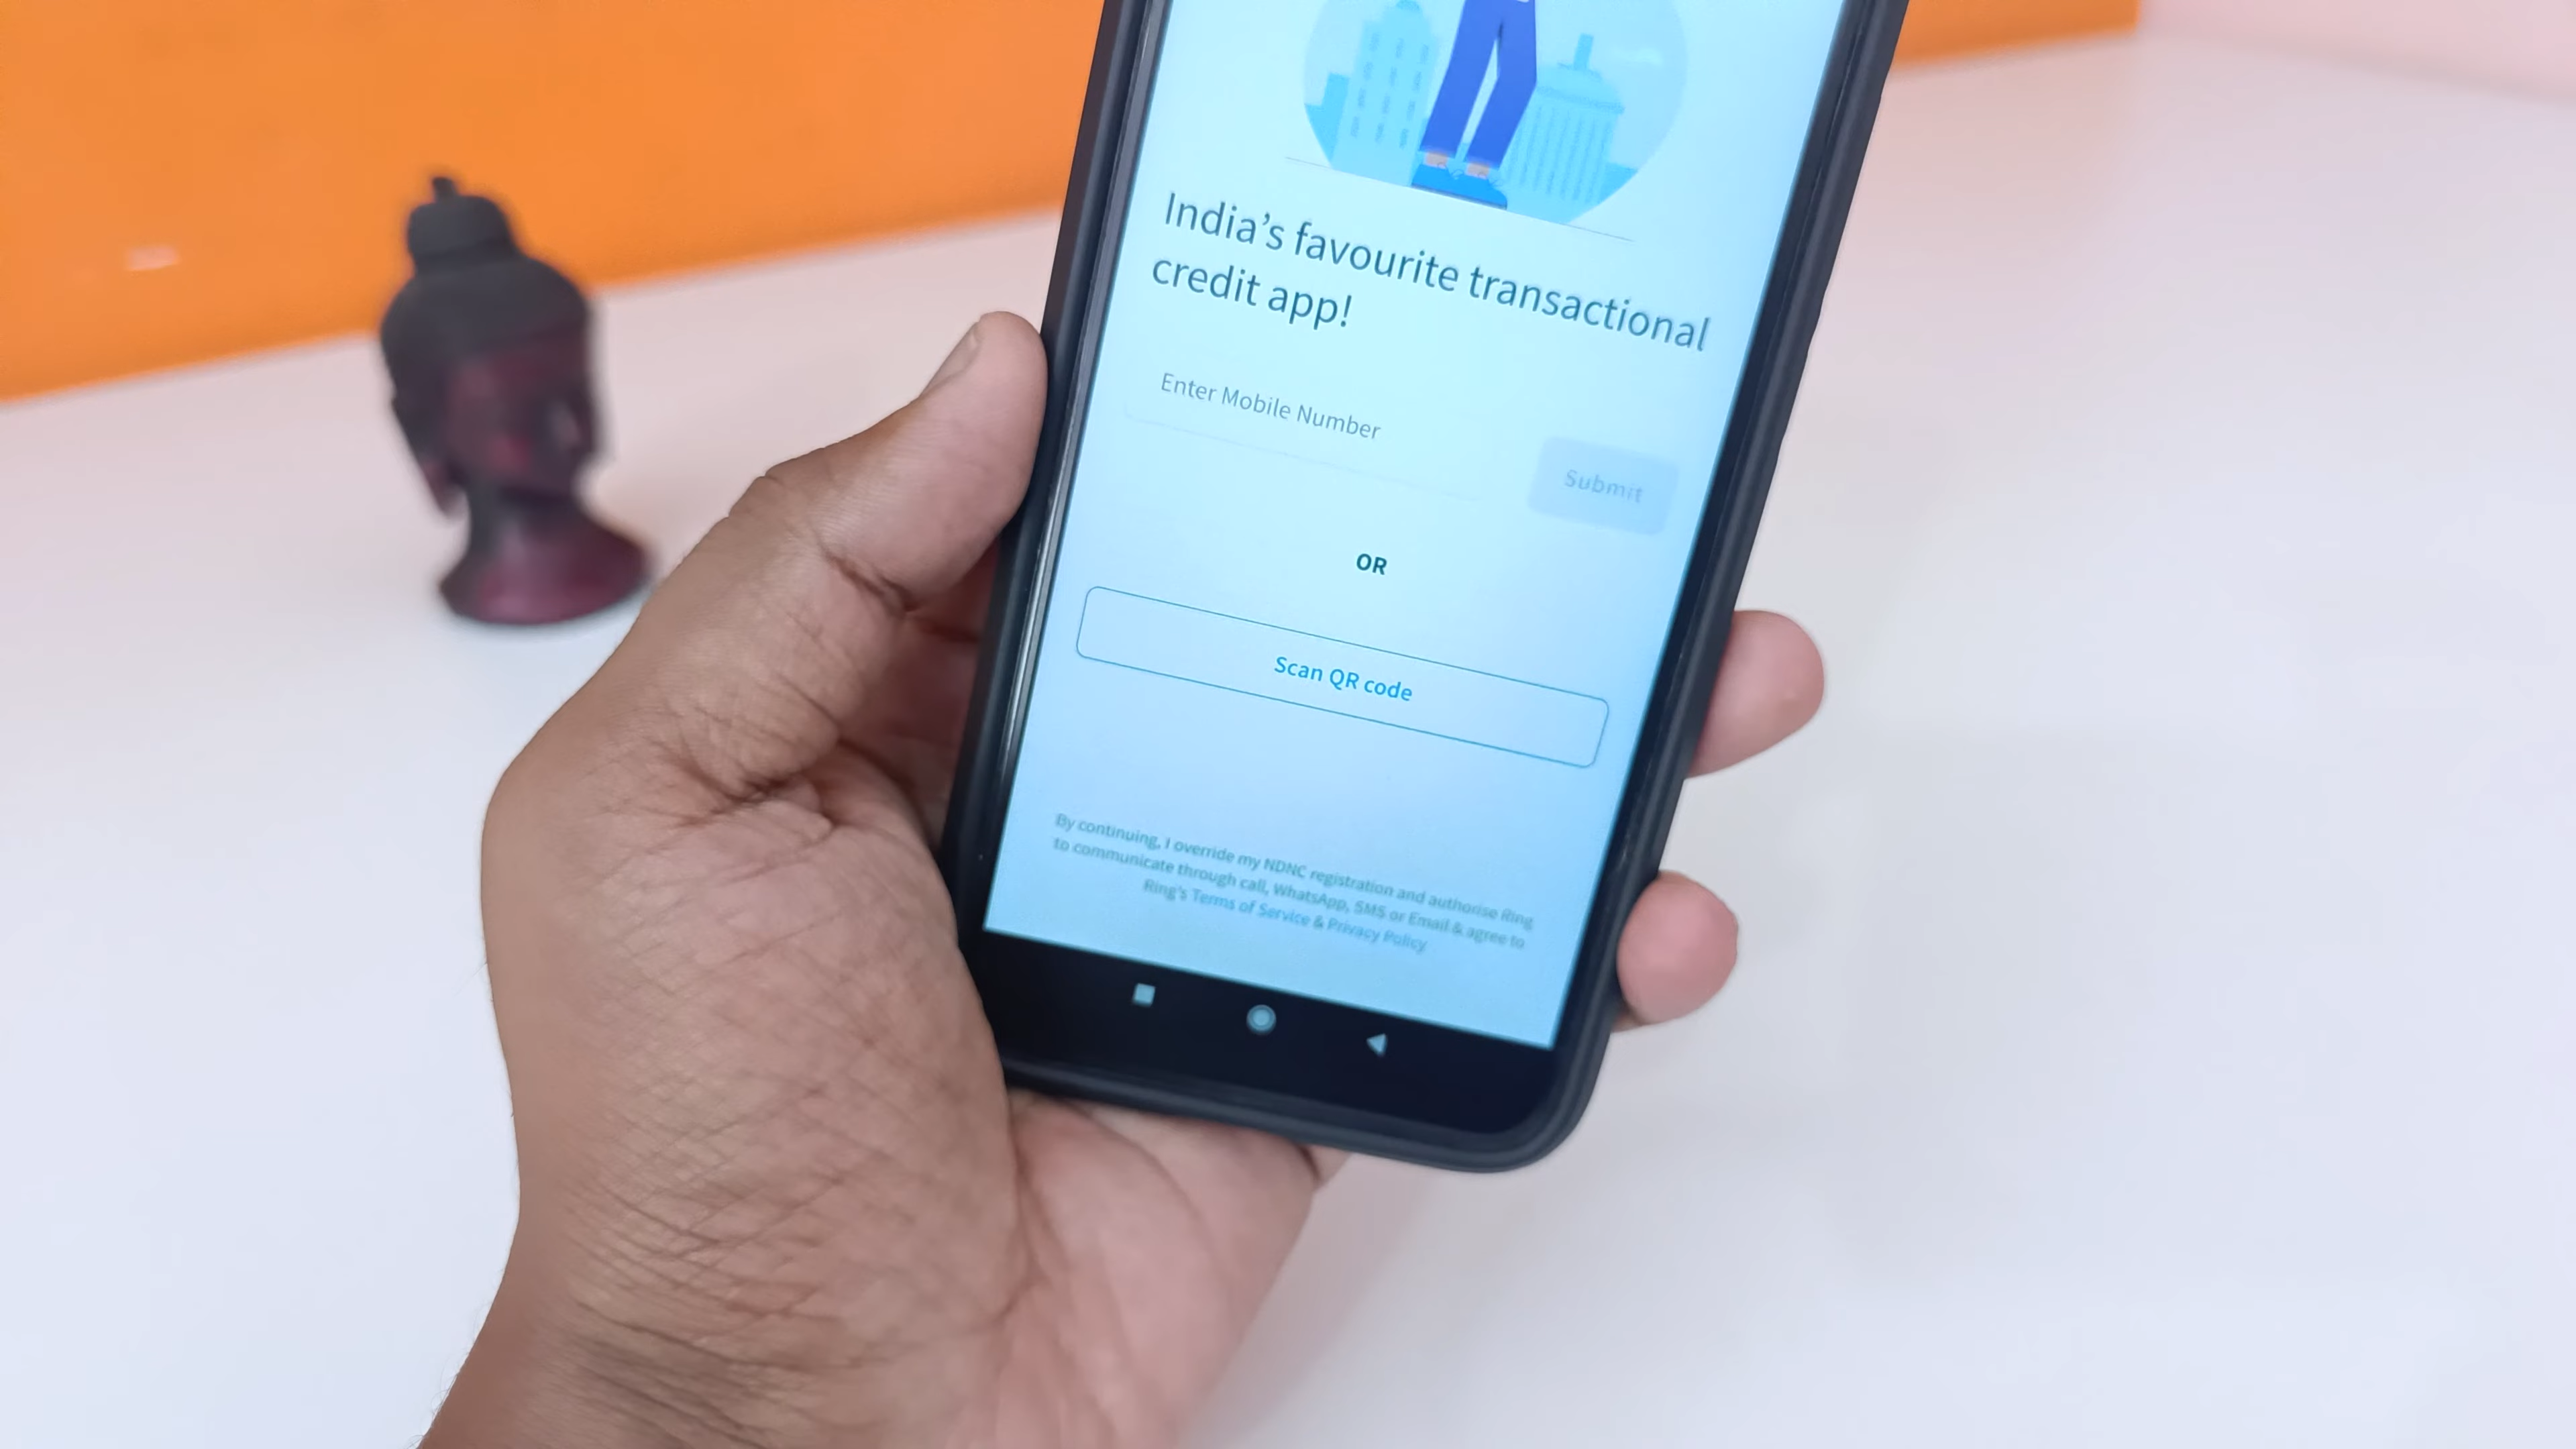 India's favourite transactional
credit app!
Enter Mobile Number
Submit
OR
Scan QR code
By continuing, I override my NDNC registration and authorise Ring
to communicate through call, WhatsApp, SMS or Email & agree to
Ring's Terms of Service & Privacy Policy